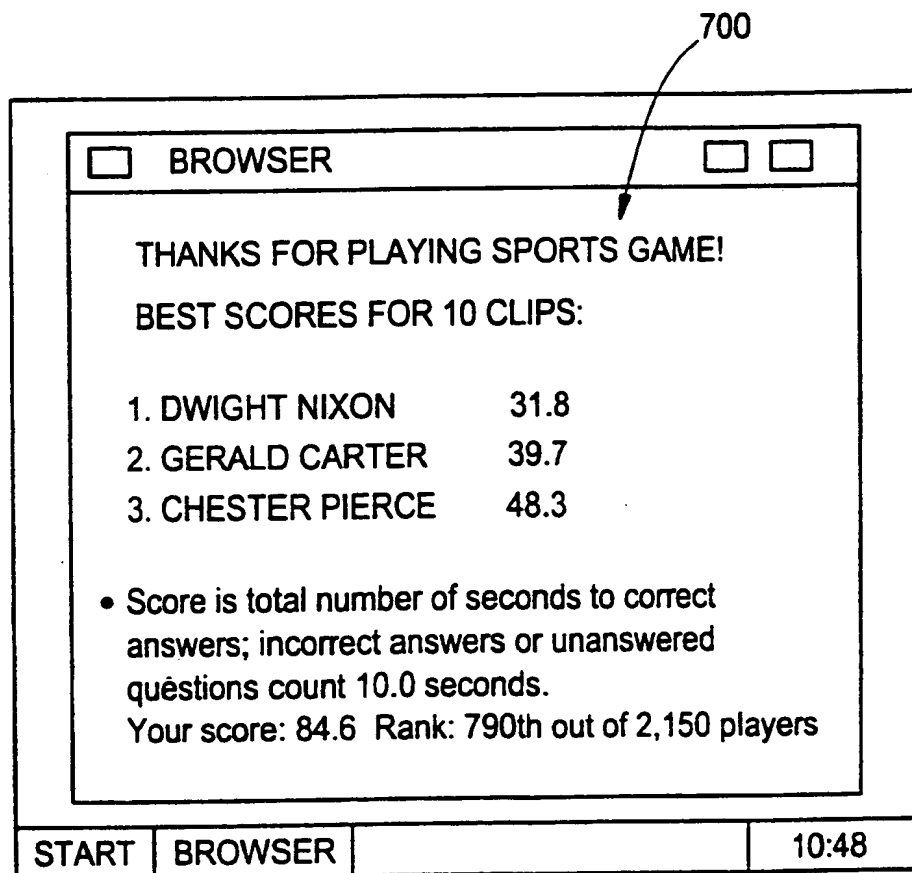 700
BROWSER
THANKS FOR PLAYING SPORTS GAME!
BEST SCORES FOR 10 CLIPS:
1. DWIGHT NIXON 31.8
2. GERALD CARTER 39.7
3. CHESTER PIERCE 48.3
• Score is total number of seconds to correct
answers; incorrect answers or unanswered
questions count 10.0 seconds.
Your score: 84.6 Rank: 790th out of 2,150 players
START BROWSER 10:48